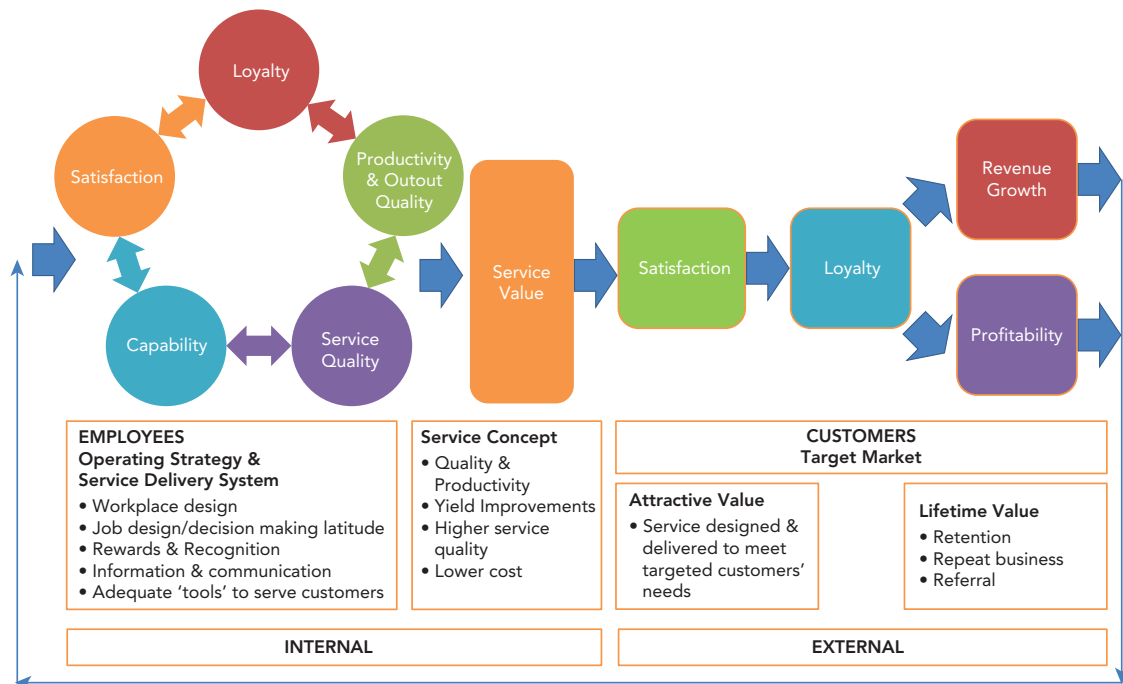 Loyalty
Satisfaction
Productivity
& Outout
Quality
Capability
Service
Quality
Service
Value
Satisfaction
Loyalty
Revenue
Growth
Profitability
EMPLOYEES
Operating Strategy &
Service Delivery System
• Workplace design
• Job design/decision making latitude
• Rewards & Recognition
• Information & communication
• Adequate ‘tools’ to serve customers
Service Concept
• Quality &
Productivity
• Yield Improvements
• Higher service
quality
• Lower cost
CUSTOMERS
Target Market
Attractive Value
• Service designed &
delivered to meet
targeted customers’
needs
Lifetime Value
• Retention
• Repeat business
• Referral
INTERNAL
EXTERNAL